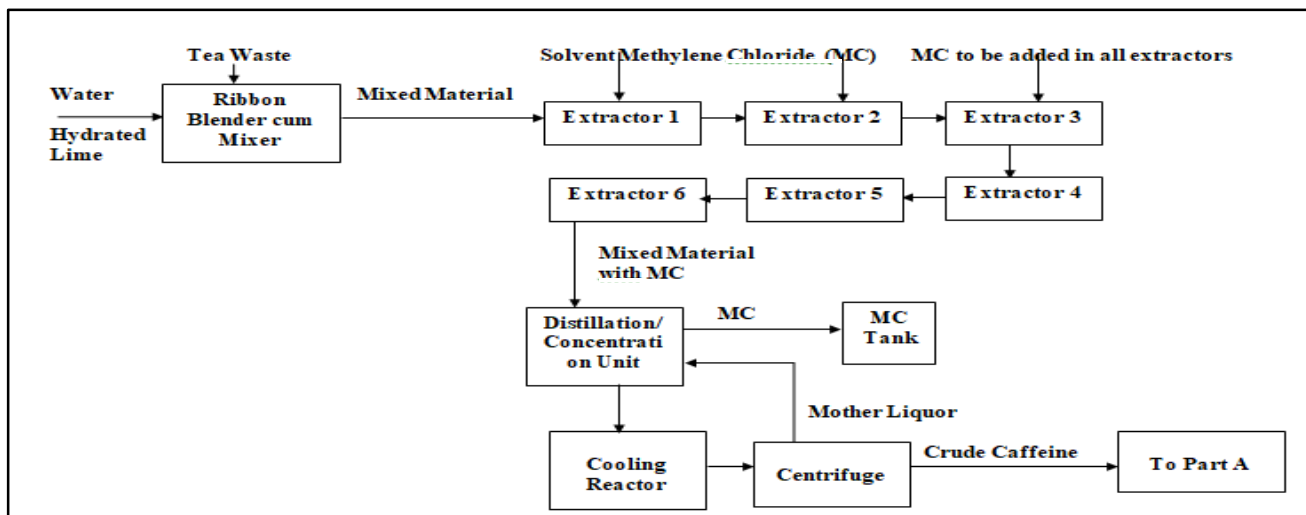 Tea Waste
Solvent Methylene Chloride (MC)
MC to be added in all extractors
Water
Hydrated
Lime
Ribbon
Blender cum
Mixer
Mixed Material
Extractor 1
Extractor 2
Extractor 3
Extractor 6
Extractor 5
Extractor 4
Mixed Material
with MC
Distillation/
Concentrati
on Unit
MC
MC
Tank
Mother Liquor
Cooling
Reactor
Centrifuge
Crude Caffeine
To Part A